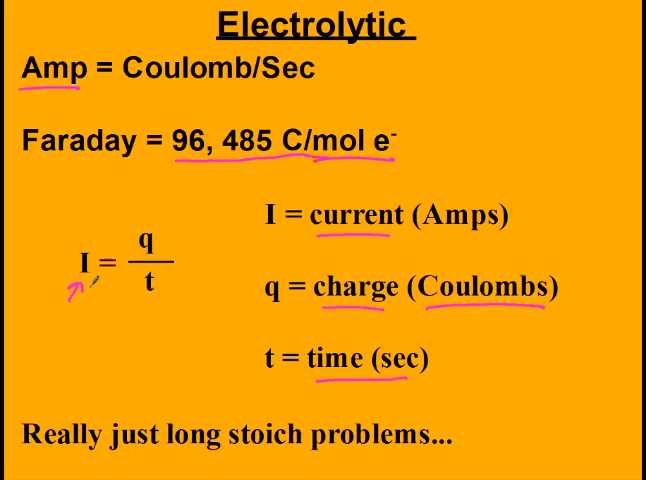 Electrolytic
Amp = Coulomb/Sec
Faraday = 96, 485 C/mol e⁻
I = current (Amps)
I = q/t
q = charge (Coulombs)
t = time (sec)
Really just long stoich problems...